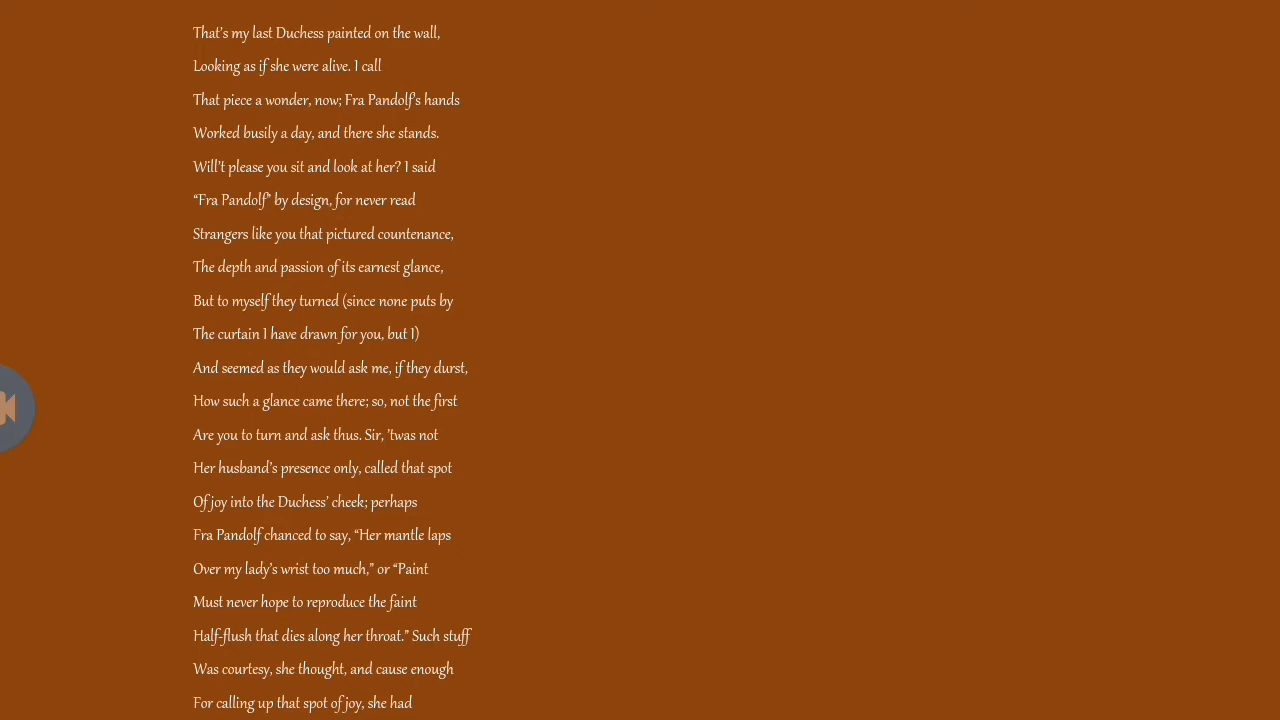 That’s my last Duchess painted on the wall,
Looking as if she were alive. I call
That piece a wonder, now; Fra Pandolf’s hands
Worked busily a day, and there she stands.
Will’t please you sit and look at her? I said
“Fra Pandolf” by design, for never read
Strangers like you that pictured countenance,
The depth and passion of its earnest glance,
But to myself they turned (since none puts by
The curtain I have drawn for you, but I)
And seemed as they would ask me, if they durst,
How such a glance came there; so, not the first
Are you to turn and ask thus. Sir, ’twas not
Her husband’s presence only, called that spot
Of joy into the Duchess’ cheek; perhaps
Fra Pandolf chanced to say, “Her mantle laps
Over my lady’s wrist too much,” or “Paint
Must never hope to reproduce the faint
Half-flush that dies along her throat.” Such stuff
Was courtesy, she thought, and cause enough
For calling up that spot of joy, she had